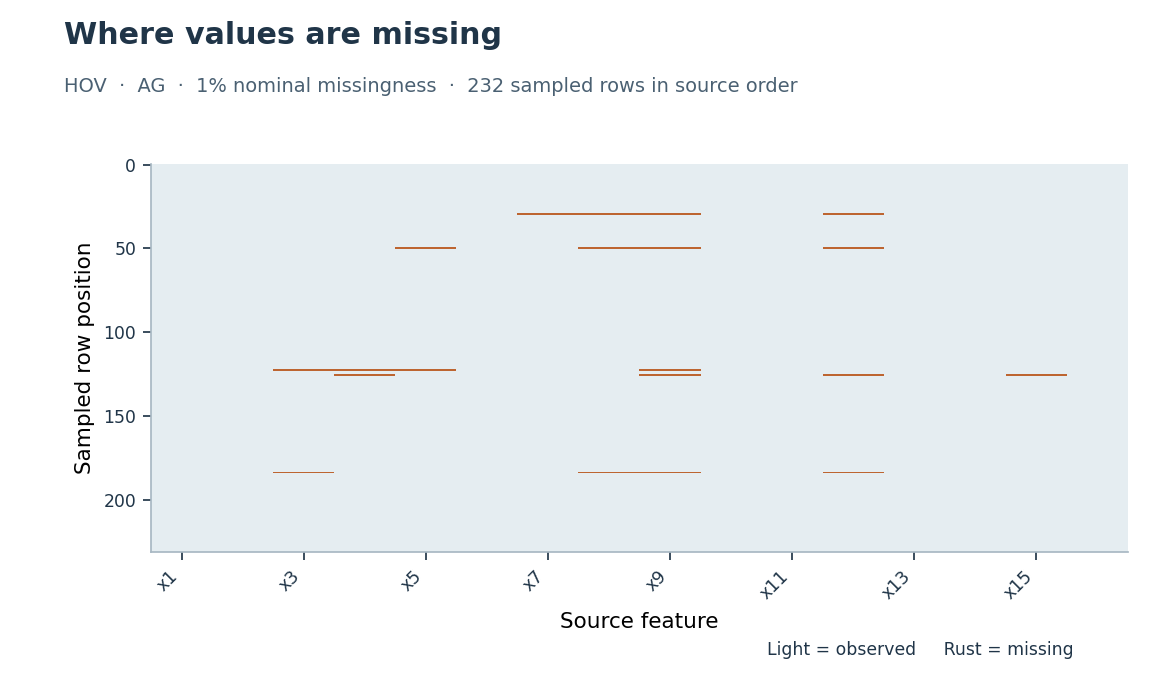 Where values are missing
HOV · AG · 1% nominal missingness · 232 sampled rows in source order
0
50
100
150
200
Sampled row position
x1
x3
x5
x7
x9
x11
x13
x15
Source feature
Light = observed Rust = missing